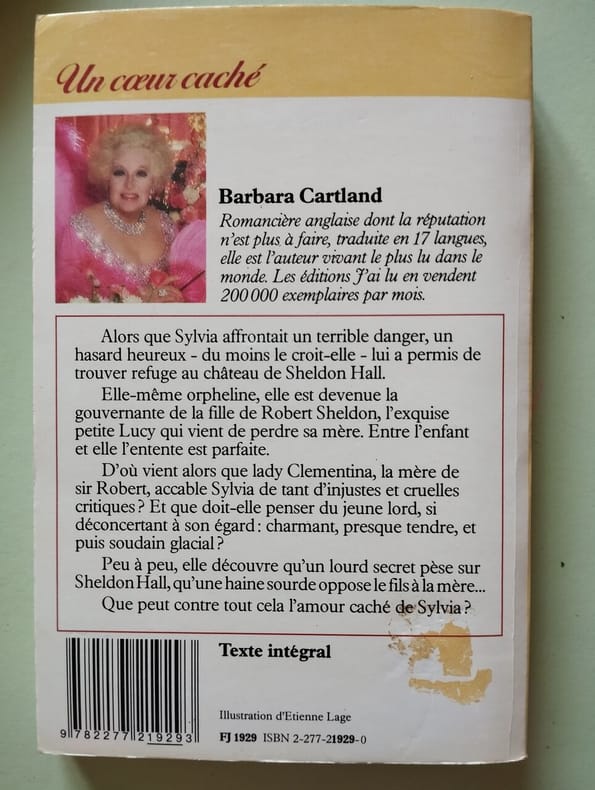 Un cœur caché
Barbara Cartland
Romancière anglaise dont la réputation
n'est plus à faire, traduite en 17 langues,
elle est l'auteur vivant le plus lu dans le
monde. Les éditions J'ai lu en vendent
200 000 exemplaires par mois.
Alors que Sylvia affrontait un terrible danger, un
hasard heureux - du moins le croit-elle - lui a permis de
trouver refuge au château de Sheldon Hall.
Elle-même orpheline, elle est devenue la
gouvernante de la fille de Robert Sheldon, l'exquise
petite Lucy qui vient de perdre sa mère. Entre l'enfant
et elle l'entente est parfaite.
D'où vient alors que lady Clementina, la mère de
sir Robert, accable Sylvia de tant d'injustes et cruelles
critiques ? Et que doit-elle penser du jeune lord, si
déconcertant à son égard : charmant, presque tendre, et
puis soudain glacial ?
Peu à peu, elle découvre qu'un lourd secret pèse sur
Sheldon Hall, qu'une haine sourde oppose le fils à la mère...
Que peut contre tout cela l'amour caché de Sylvia ?
Texte intégral
Illustration d'Etienne Lage
FJ 1929 ISBN 2-277-21929-0
9 782277 219293